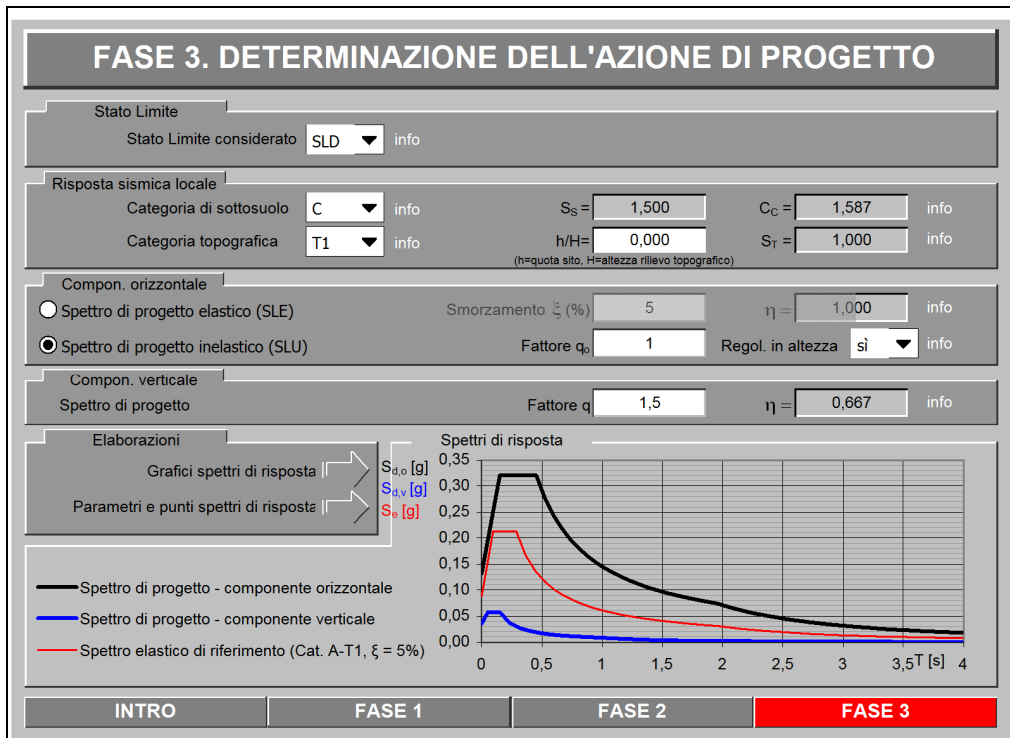 FASE 3. DETERMINAZIONE DELL'AZIONE DI PROGETTO
Stato Limite
Stato Limite considerato SLD info
Risposta sismica locale
Categoria di sottosuolo C info S_S = 1,500 C_C = 1,587 info
Categoria topografica T1 info h/H= 0,000 S_T = 1,000 info
(h=quota sito, H=altezza rilievo topografico)
Compon. orizzontale
Spettro di progetto elastico (SLE) Smorzamento ξ (%) 5 η = 1,000 info
Spettro di progetto inelastico (SLU) Fattore q_o 1 Regol. in altezza sì info
Compon. verticale
Spettro di progetto Fattore q 1,5 η = 0,667 info
Elaborazioni
Grafici spettri di risposta
Parametri e punti spettri di risposta
Spettri di risposta
S_d,o [g]
S_d,v [g]
S_e [g]
0,35
0,30
0,25
0,20
0,15
0,10
0,05
0,00
0 0,5 1 1,5 2 2,5 3 3,5 T [s] 4
Spettro di progetto - componente orizzontale
Spettro di progetto - componente verticale
Spettro elastico di riferimento (Cat. A-T1, ξ = 5%)
INTRO FASE 1 FASE 2 FASE 3